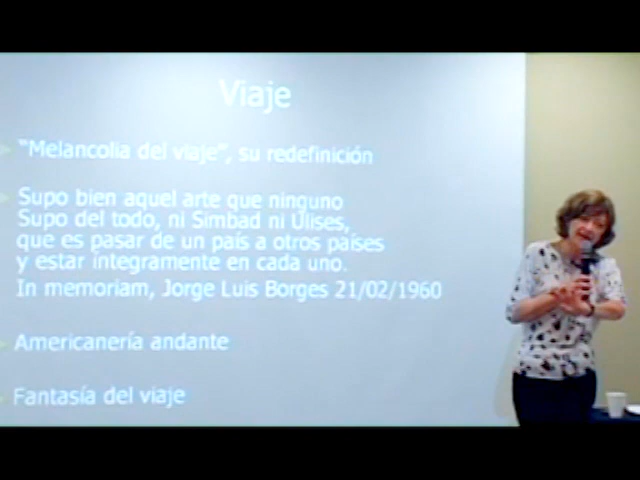 Viaje
"Melancolia del viaje", su redefinición
Supo bien aquel arte que ninguno
Supo del todo, ni Simbad ni Ulises,
que es pasar de un país a otros países
y estar íntegramente en cada uno.
In memoriam, Jorge Luis Borges 21/02/1960
Americanería andante
Fantasía del viaje